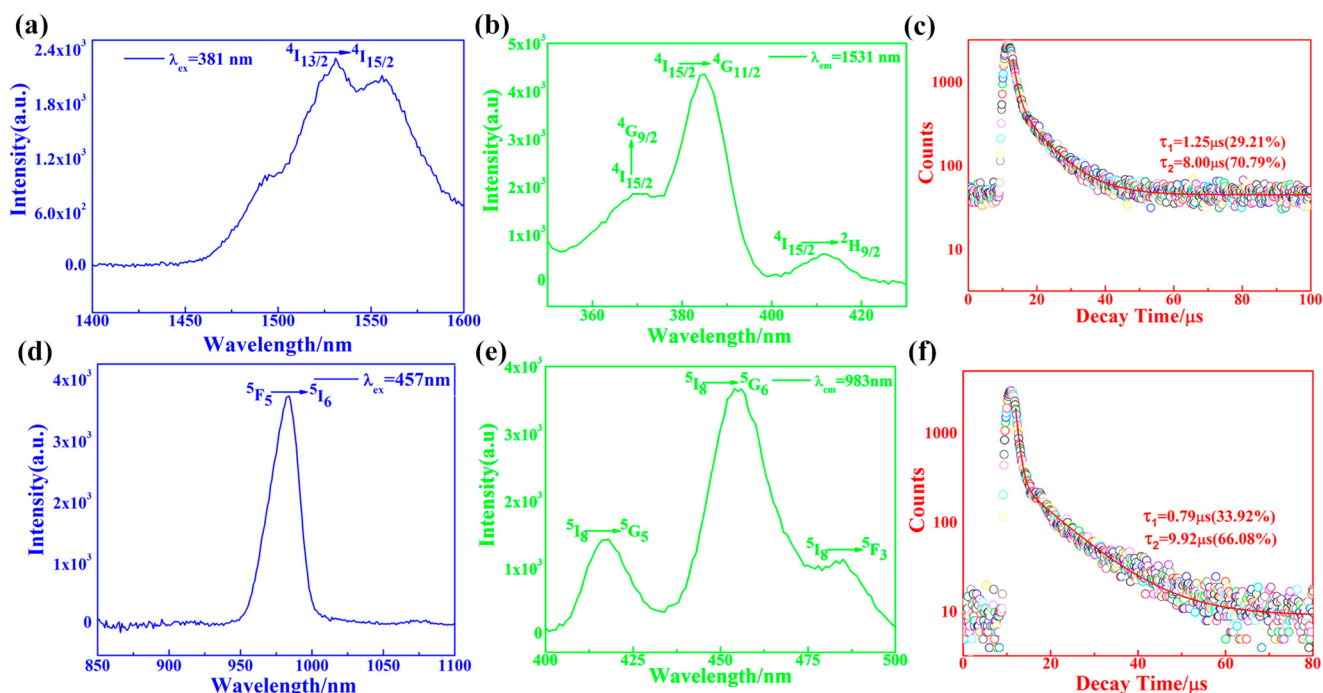 (a)
2.4x10³
1.8x10³
1.2x10³
6.0x10²
0.0
Intensity(a.u.)
λex=381 nm
⁴I13/2 → ⁴I15/2
1400 1450 1500 1550 1600
Wavelength/nm
(b)
5x10³
4x10³
3x10³
2x10³
1x10³
0
Intensity(a.u)
λem=1531 nm
⁴I15/2 → ⁴G11/2
⁴G9/2
⁴I15/2
⁴I15/2 → ²H9/2
360 380 400 420
Wavelength/nm
(c)
1000
100
10
Counts
τ1=1.25μs(29.21%)
τ2=8.00μs(70.79%)
0 20 40 60 80 100
Decay Time/μs
(d)
4x10³
3x10³
2x10³
1x10³
0
Intensity(a.u.)
λex=457nm
⁵F5 → ⁵I6
850 900 950 1000 1050 1100
Wavelength/nm
(e)
4x10³
3x10³
2x10³
1x10³
0
Intensity(a.u)
λem=983nm
⁵I8 → ⁵G6
⁵I8 → ⁵G5
⁵I8 → ⁵F3
400 425 450 475 500
Wavelength/nm
(f)
1000
100
10
Counts
τ1=0.79μs(33.92%)
τ2=9.92μs(66.08%)
0 20 40 60 80
Decay Time/μs